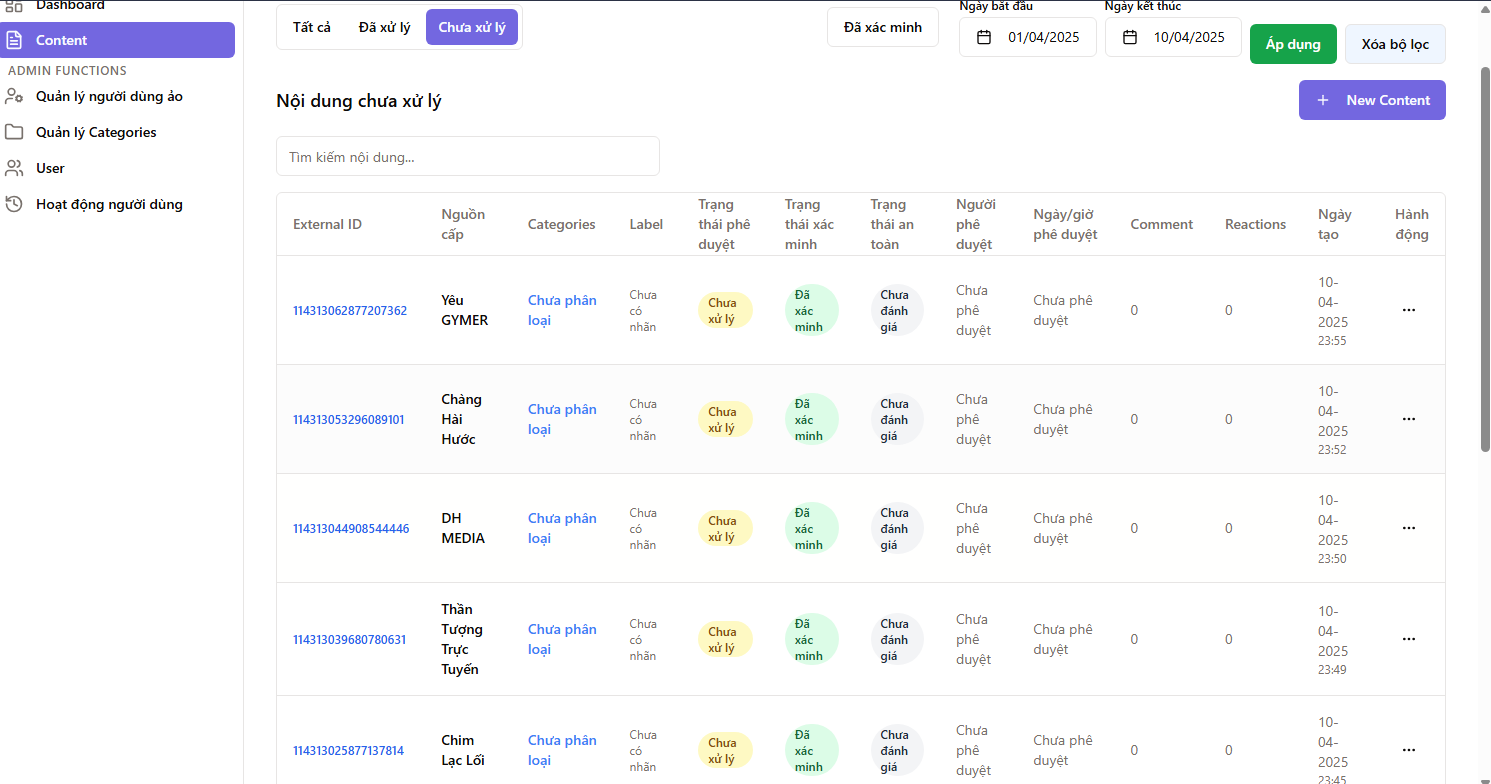 Dashboard
Content
ADMIN FUNCTIONS
Quản lý người dùng ảo
Quản lý Categories
User
Hoạt động người dùng
Tất cả
Đã xử lý
Chưa xử lý
Đã xác minh
Ngày bắt đầu
01/04/2025
Ngày kết thúc
10/04/2025
Áp dụng
Xóa bộ lọc
Nội dung chưa xử lý
+ New Content
Tìm kiếm nội dung...
External ID
Nguồn
cấp
Categories
Label
Trạng
thái phê
duyệt
Trạng
thái xác
minh
Trạng
thái an
toàn
Người
phê
duyệt
Ngày/giờ
phê duyệt
Comment
Reactions
Ngày
tạo
Hành
động
114313062877207362
Yêu
GYMER
Chưa phân
loại
Chưa
có
nhãn
Chưa
xử lý
Đã
xác
minh
Chưa
đánh
giá
Chưa
phê
duyệt
Chưa phê
duyệt
0
0
10-
04-
2025
23:55
...
114313053296089101
Chàng
Hài
Hước
Chưa phân
loại
Chưa
có
nhãn
Chưa
xử lý
Đã
xác
minh
Chưa
đánh
giá
Chưa
phê
duyệt
Chưa phê
duyệt
0
0
10-
04-
2025
23:52
...
114313044908544446
DH
MEDIA
Chưa phân
loại
Chưa
có
nhãn
Chưa
xử lý
Đã
xác
minh
Chưa
đánh
giá
Chưa
phê
duyệt
Chưa phê
duyệt
0
0
10-
04-
2025
23:50
...
114313039680780631
Thần
Tượng
Trực
Tuyến
Chưa phân
loại
Chưa
có
nhãn
Chưa
xử lý
Đã
xác
minh
Chưa
đánh
giá
Chưa
phê
duyệt
Chưa phê
duyệt
0
0
10-
04-
2025
23:49
...
114313025877137814
Chim
Lạc Lối
Chưa phân
loại
Chưa
có
nhãn
Chưa
xử lý
Đã
xác
minh
Chưa
đánh
giá
Chưa
phê
duyệt
Chưa phê
duyệt
0
0
10-
04-
2025
23:45
...